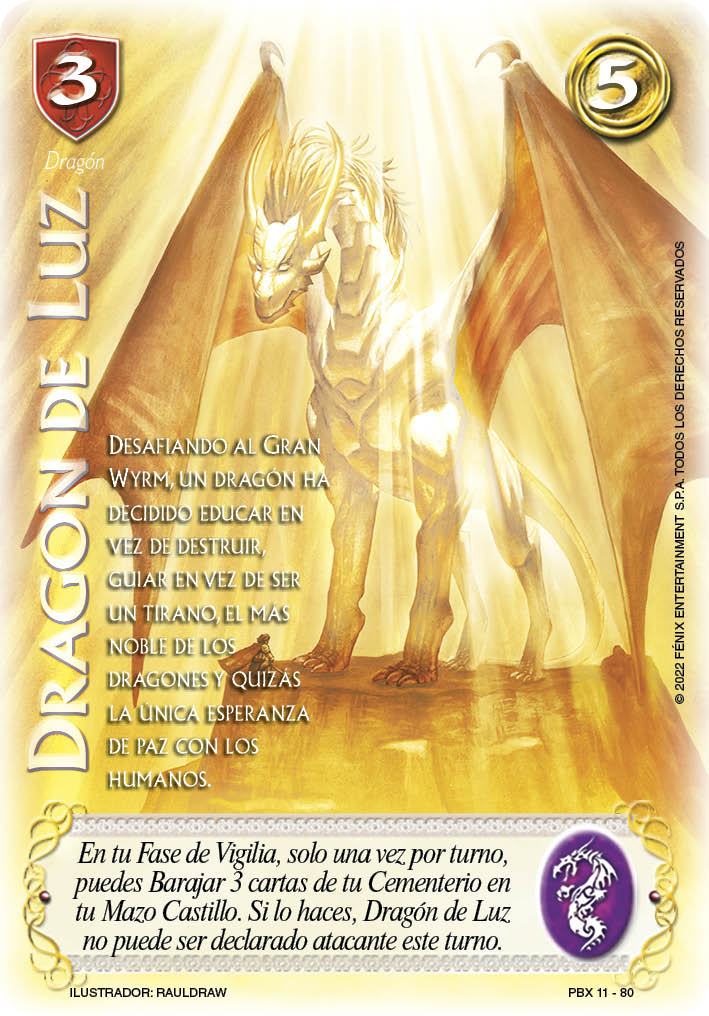 3
5
Dragón
DRAGÓN DE LUZ
DESAFIANDO AL GRAN
WYRM, UN DRAGÓN HA
DECIDIDO EDUCAR EN
VEZ DE DESTRUIR,
GUIAR EN VEZ DE SER
UN TIRANO, EL MÁS
NOBLE DE LOS
DRAGONES Y QUIZÁS
LA ÚNICA ESPERANZA
DE PAZ CON LOS
HUMANOS.
© 2022 FÉNIX ENTERTAINMENT S.P.A. TODOS LOS DERECHOS RESERVADOS
En tu Fase de Vigilia, solo una vez por turno,
puedes Barajar 3 cartas de tu Cementerio en
tu Mazo Castillo. Si lo haces, Dragón de Luz
no puede ser declarado atacante este turno.
ILUSTRADOR: RAULDRAW
PBX 11 - 80